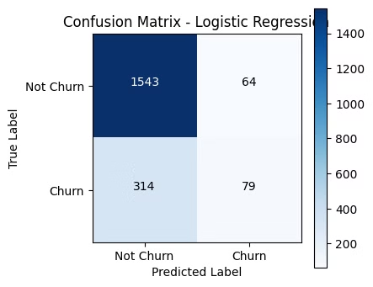 Confusion Matrix - Logistic Regression
Not Churn
1543
64
Churn
314
79
Not Churn
Churn
Predicted Label
True Label
1400
1200
1000
800
600
400
200